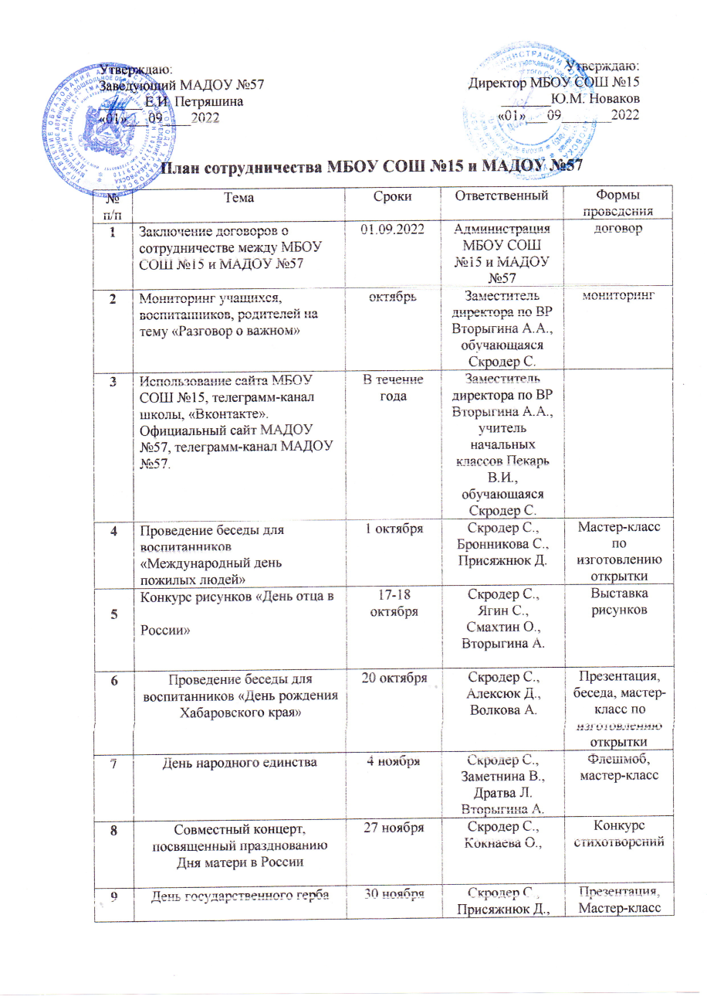 Утверждаю:
Заведующий МАДОУ №57
______Е.И. Петряшина
«01»___09____2022
Утверждаю:
Директор МБОУ СОШ №15
_______Ю.М. Новаков
«01»___09_______2022
План сотрудничества МБОУ СОШ №15 и МАДОУ №57
№ п/п
Тема
Сроки
Ответственный
Формы
проведения
1
Заключение договоров о
сотрудничестве между МБОУ
СОШ №15 и МАДОУ №57
01.09.2022
Администрация
МБОУ СОШ
№15 и МАДОУ
№57
договор
2
Мониторинг учащихся,
воспитанников, родителей на
тему «Разговор о важном»
октябрь
Заместитель
директора по ВР
Вторыгина А.А.,
обучающаяся
Скродер С.
мониторинг
3
Использование сайта МБОУ
СОШ №15, телеграмм-канал
школы, «Вконтакте».
Официальный сайт МАДОУ
№57, телеграмм-канал МАДОУ
№57.
В течение
года
Заместитель
директора по ВР
Вторыгина А.А.,
учитель
начальных
классов Пекарь
В.И.,
обучающаяся
Скродер С.
4
Проведение беседы для
воспитанников
«Международный день
пожилых людей»
1 октября
Скродер С.,
Бронникова С.,
Присяжнюк Д.
Мастер-класс
по
изготовлению
открытки
5
Конкурс рисунков «День отца в
России»
17-18
октября
Скродер С.,
Ягин С.,
Смахтин О.,
Вторыгина А.
Выставка
рисунков
6
Проведение беседы для
воспитанников «День рождения
Хабаровского края»
20 октября
Скродер С.,
Алексюк Д.,
Волкова А.
Презентация,
беседа, мастер-
класс по
изготовлению
открытки
7
День народного единства
4 ноября
Скродер С.,
Заметнина В.,
Дратва Л.
Вторыгина А.
Флешмоб,
мастер-класс
8
Совместный концерт,
посвященный празднованию
Дня матери в России
27 ноября
Скродер С.,
Кокнаева О.,
Конкурс
стихотворений
9
День государственного герба
30 ноября
Скродер С.,
Присяжнюк Д.,
Презентация,
Мастер-класс